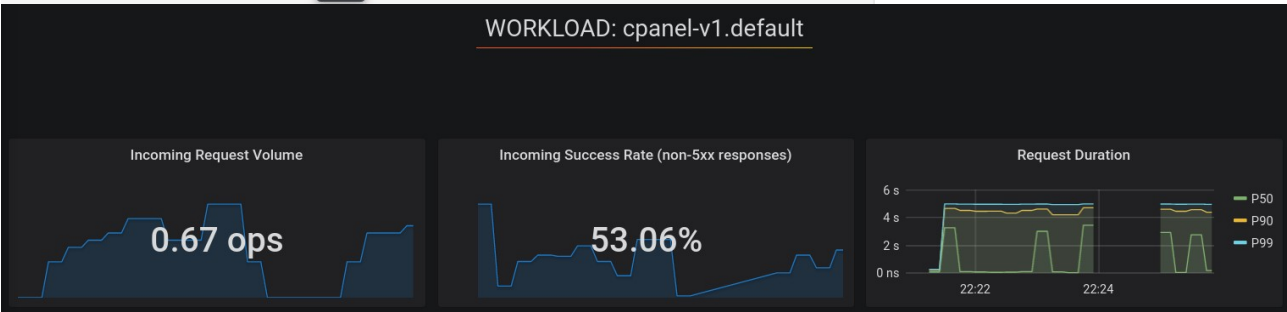 WORKLOAD: cpanel-v1.default
Incoming Request Volume
0.67 ops
Incoming Success Rate (non-5xx responses)
53.06%
Request Duration
6 s
4 s
2 s
0 ns
22:22
22:24
P50
P90
P99